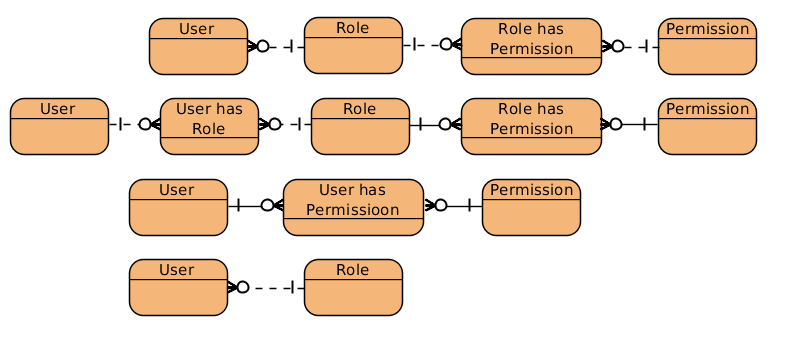 User
Role
Role has
Permission
Permission
User
User has
Role
Role
Role has
Permission
Permission
User
User has
Permissioon
Permission
User
Role